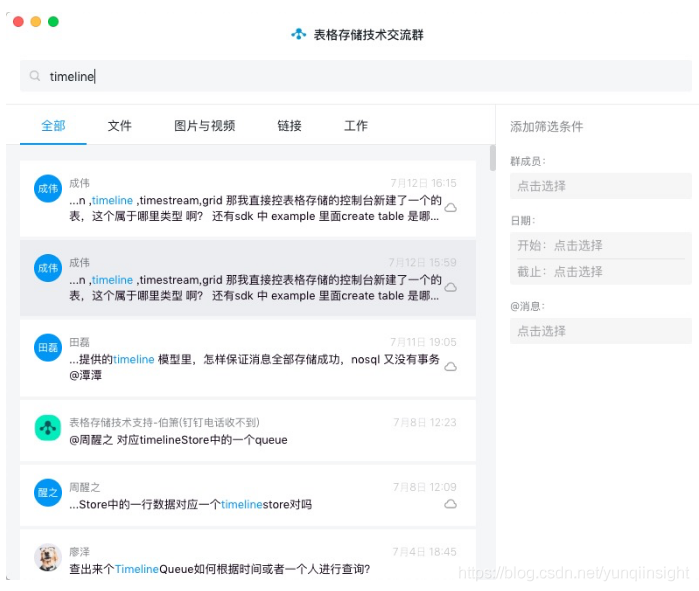 表格存储技术交流群
timeline
全部 文件 图片与视频 链接 工作
添加筛选条件
群成员：
点击选择
日期：
开始：点击选择
截止：点击选择
@消息：
点击选择
成伟
成伟 7月12日 16:15
...n ,timeline ,timestream,grid 那我直接控表格存储的控制台新建了一个的
表，这个属于哪里类型 啊？ 还有sdk 中 example 里面create table 是哪...
成伟
成伟 7月12日 15:59
...n ,timeline ,timestream,grid 那我直接控表格存储的控制台新建了一个的
表，这个属于哪里类型 啊？ 还有sdk 中 example 里面create table 是哪...
田磊
田磊 7月11日 19:05
...提供的timeline 模型里，怎样保证消息全部存储成功，nosql 又没有事务
@潭潭
表格存储技术支持-伯箫(钉钉电话收不到) 7月8日 12:23
@周醒之 对应timelineStore中的一个queue
醒之
周醒之 7月8日 12:09
...Store中的一行数据对应一个timelinestore对吗
廖泽 7月4日 18:45
查出来个TimelineQueue如何根据时间或者一个人进行查询?
https://blog.csdn.net/yunqiinsight